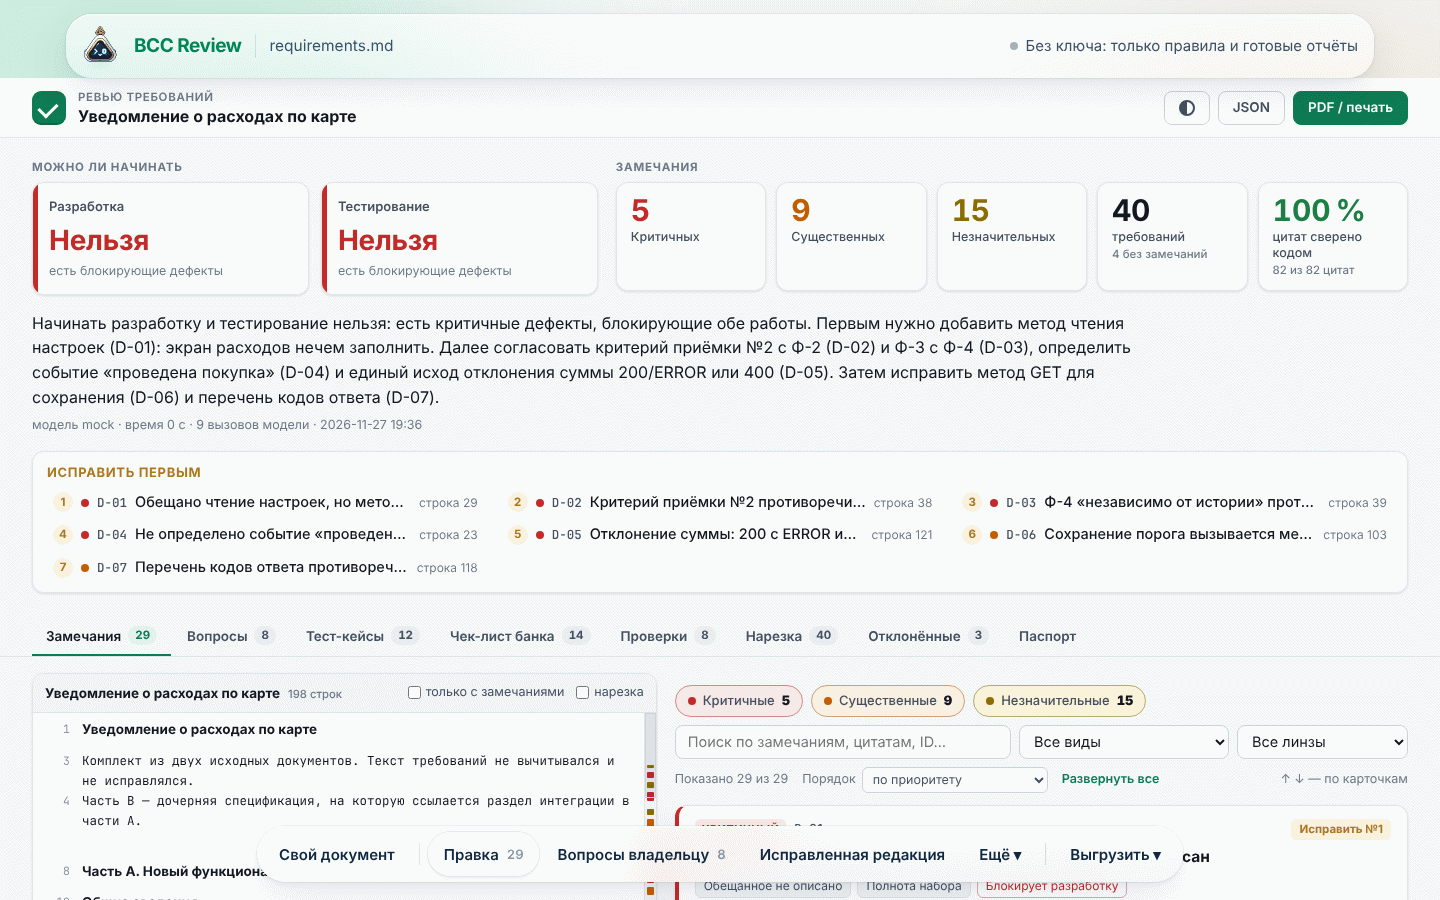 BCC Review
requirements.md
Без ключа: только правила и готовые отчёты
РЕВЬЮ ТРЕБОВАНИЙ
Уведомление о расходах по карте
JSON
PDF / печать
МОЖНО ЛИ НАЧИНАТЬ
Разработка
Нельзя
есть блокирующие дефекты
Тестирование
Нельзя
есть блокирующие дефекты
ЗАМЕЧАНИЯ
5
Критичных
9
Существенных
15
Незначительных
40
требований
4 без замечаний
100 %
цитат сверено
кодом
82 из 82 цитат
Начинать разработку и тестирование нельзя: есть критичные дефекты, блокирующие обе работы. Первым нужно добавить метод чтения
настроек (D-01): экран расходов нечем заполнить. Далее согласовать критерий приёмки №2 с Ф-2 (D-02) и Ф-3 с Ф-4 (D-03), определить
событие «проведена покупка» (D-04) и единый исход отклонения суммы 200/ERROR или 400 (D-05). Затем исправить метод GET для
сохранения (D-06) и перечень кодов ответа (D-07).
модель mock · время 0 с · 9 вызовов модели · 2026-11-27 19:36
ИСПРАВИТЬ ПЕРВЫМ
1 D-01 Обещано чтение настроек, но мето... строка 29
2 D-02 Критерий приёмки №2 противоречи... строка 38
3 D-03 Ф-4 «независимо от истории» прот... строка 39
4 D-04 Не определено событие «проведен... строка 23
5 D-05 Отклонение суммы: 200 с ERROR и... строка 121
6 D-06 Сохранение порога вызывается ме... строка 103
7 D-07 Перечень кодов ответа противореч... строка 118
Замечания 29 Вопросы 8 Тест-кейсы 12 Чек-лист банка 14 Проверки 8 Нарезка 40 Отклонённые 3 Паспорт
Уведомление о расходах по карте 198 строк только с замечаниями нарезка
1 Уведомление о расходах по карте
3 Комплект из двух исходных документов. Текст требований не вычитывался и
не исправлялся.
4 Часть B — дочерняя спецификация, на которую ссылается раздел интеграции в
части A.
8 Часть А. Новый функциона
Критичные 5 Существенные 9 Незначительные 15
Поиск по замечаниям, цитатам, ID...
Все виды
Все линзы
Показано 29 из 29 Порядок по приоритету Развернуть все ↑ ↓ — по карточкам
Исправить №1
сан
Обещанное не описано Полнота набора Блокирует разработку
Свой документ Правка 29 Вопросы владельцу 8 Исправленная редакция Ещё ▾ Выгрузить ▾